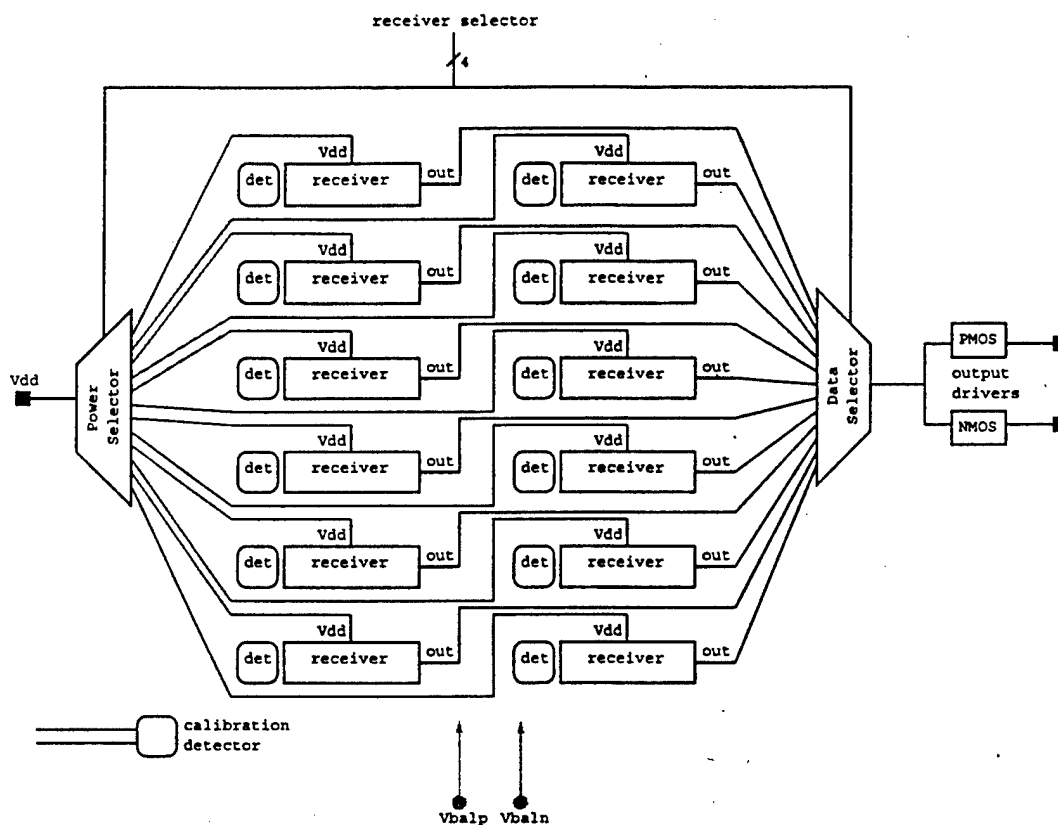 receiver selector
4
Vdd
Vdd
det
receiver
out
det
receiver
out
Vdd
Vdd
det
receiver
out
det
receiver
out
Vdd
Vdd
det
receiver
out
det
receiver
out
Vdd
Vdd
det
receiver
out
det
receiver
out
Vdd
Vdd
det
receiver
out
det
receiver
out
Vdd
Vdd
det
receiver
out
det
receiver
out
Vdd
Power
Selector
Data
Selector
PMOS
output
drivers
NMOS
calibration
detector
Vbalp Vbaln